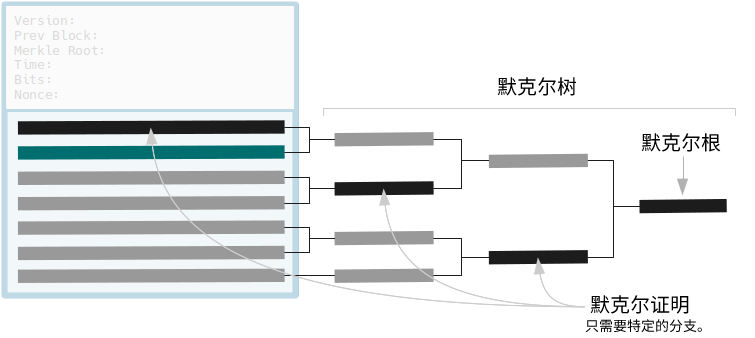 Version:
Prev Block:
Merkle Root:
Time:
Bits:
Nonce:
默克尔树
默克尔根
默克尔证明
只需要特定的分支。